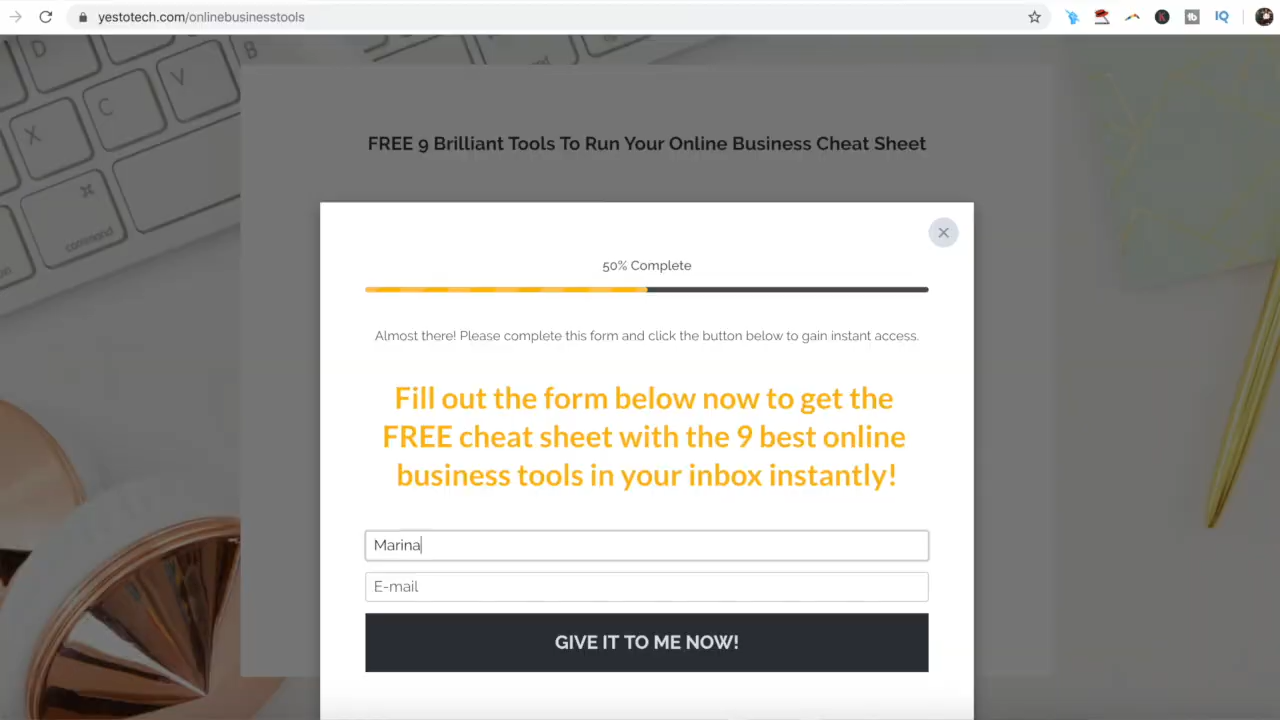 yestotech.com/onlinebusinesstools
tb
IQ
D
B
V
C
X
command
FREE 9 Brilliant Tools To Run Your Online Business Cheat Sheet
50% Complete
Almost there! Please complete this form and click the button below to gain instant access.
Fill out the form below now to get the
FREE cheat sheet with the 9 best online
business tools in your inbox instantly!
Marina
E-mail
GIVE IT TO ME NOW!